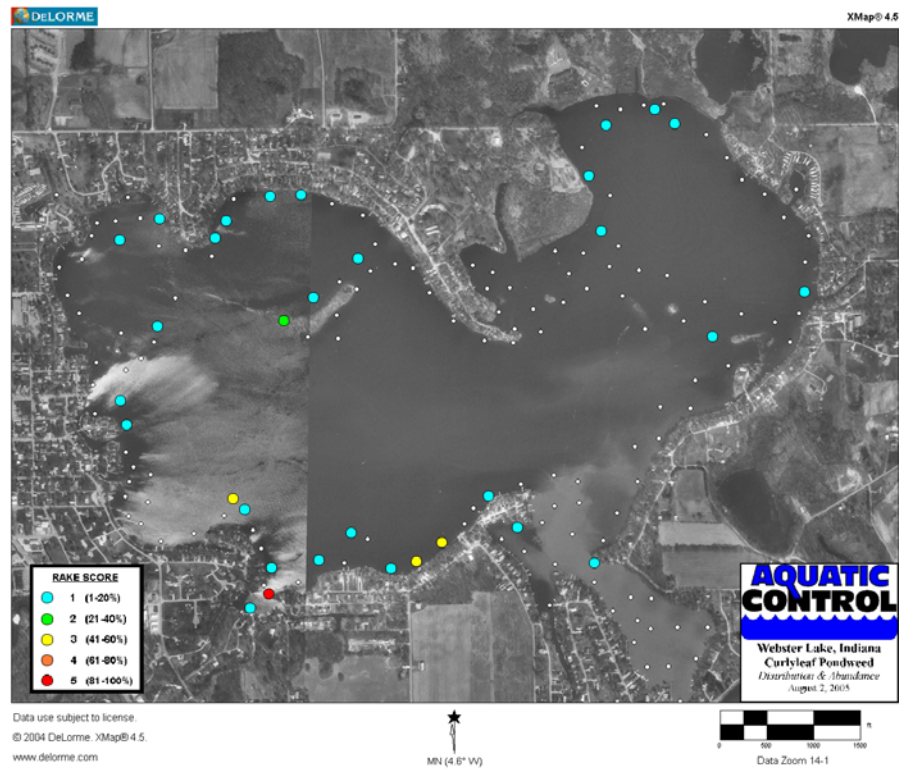 DELORME
XMap® 4.5
RAKE SCORE
1 (1-20%)
2 (21-40%)
3 (41-60%)
4 (61-80%)
5 (81-100%)
AQUATIC
CONTROL
Webster Lake, Indiana
Curlyleaf Pondweed
Distribution & Abundance
August 2, 2005
Data use subject to license.
© 2004 DeLorme. XMap® 4.5.
www.delorme.com
MN (4.6° W)
ft
0 500 1000 1500
Data Zoom 14-1